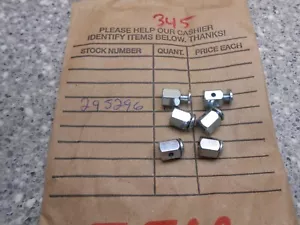 345
PLEASE HELP OUR CASHIER
IDENTIFY ITEMS BELOW. THANKS!
STOCK NUMBER QUANT. PRICE EACH
295296